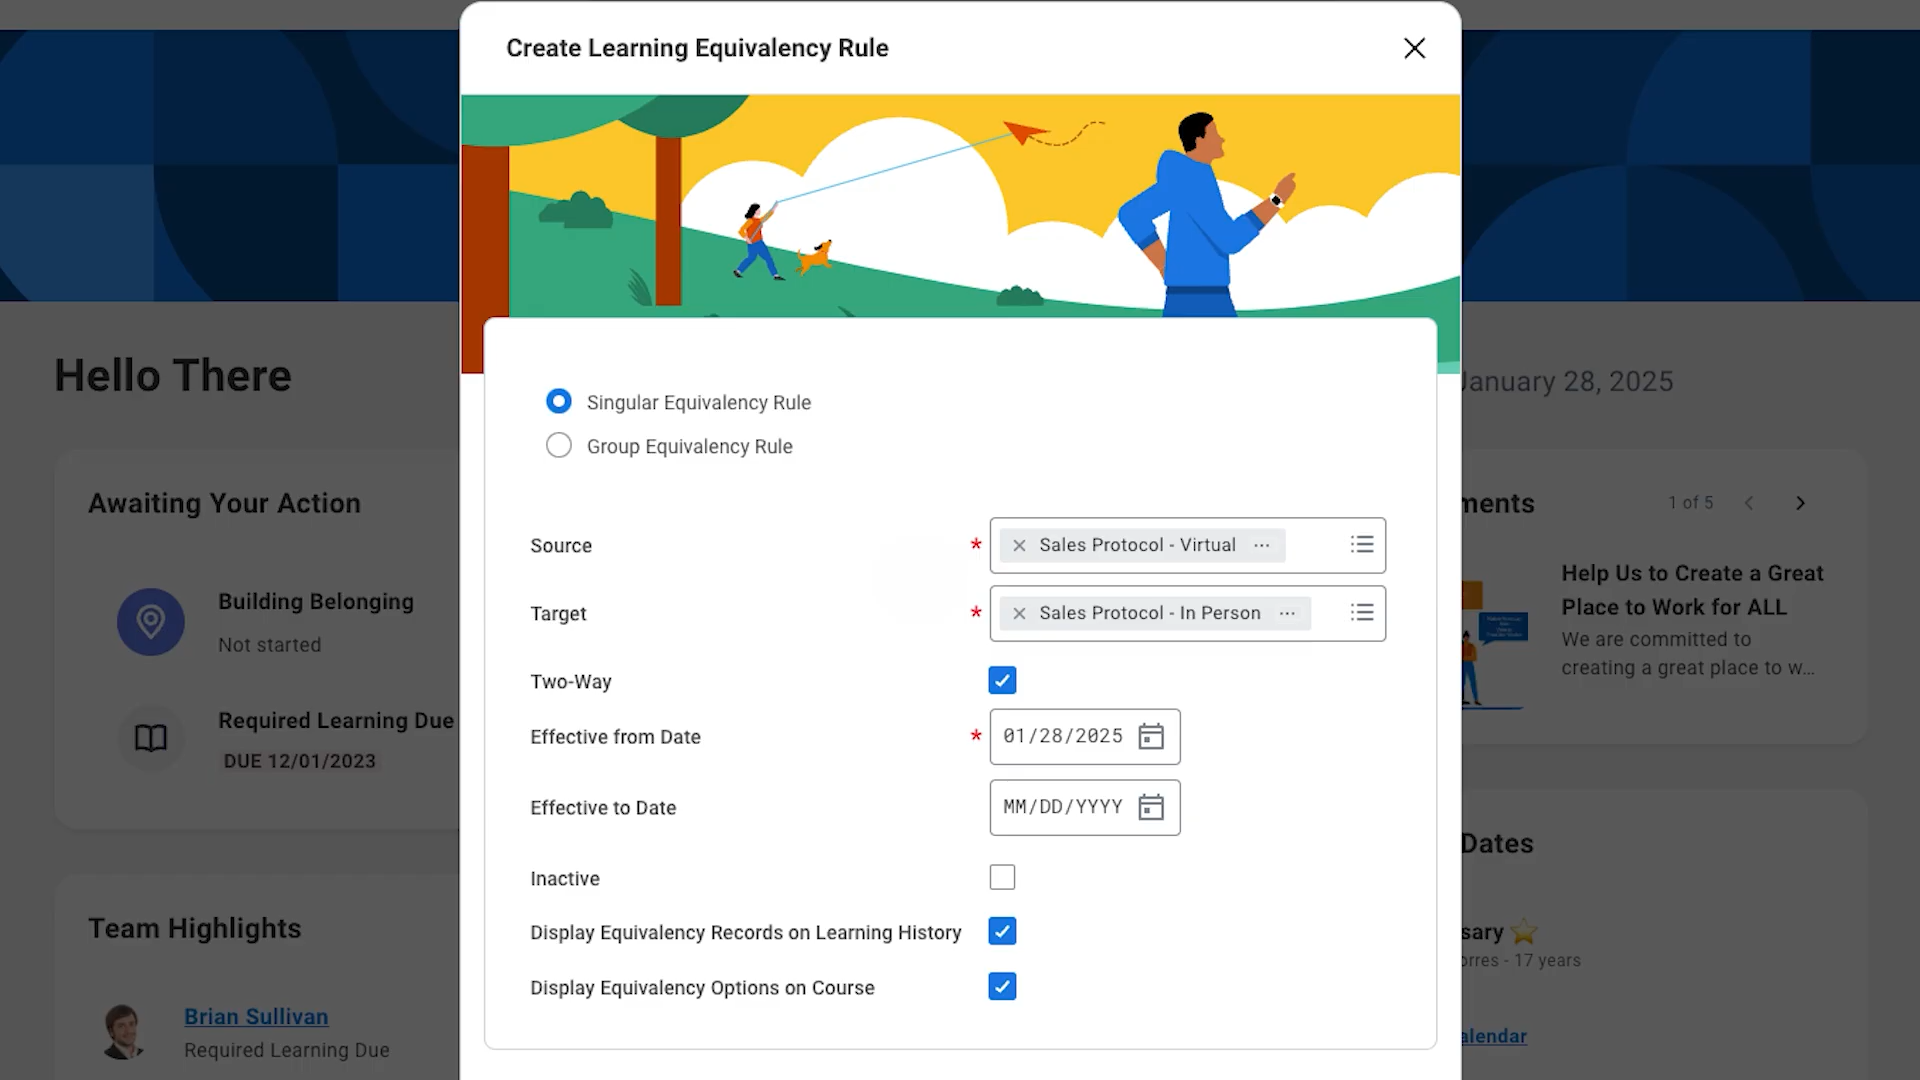 Create Learning Equivalency Rule
Hello There
January 28, 2025
Singular Equivalency Rule
Group Equivalency Rule
Awaiting Your Action
Building Belonging
Not started
Required Learning Due
DUE 12/01/2023
Team Highlights
Brian Sullivan
Required Learning Due
Source * Sales Protocol - Virtual
Target * Sales Protocol - In Person
Two-Way
Effective from Date * 01/28/2025
Effective to Date MM/DD/YYYY
Inactive
Display Equivalency Records on Learning History
Display Equivalency Options on Course
ments
1 of 5
Help Us to Create a Great
Place to Work for ALL
We are committed to
creating a great place to w...
Dates
sary
orres - 17 years
alendar